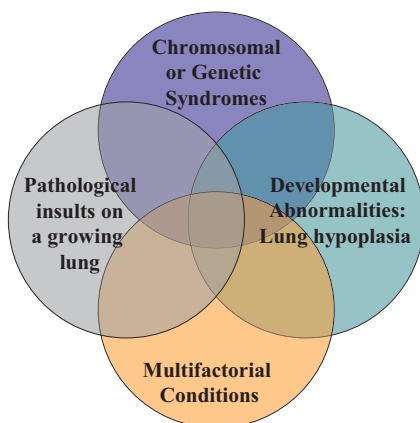 Chromosomal
or Genetic
Syndromes
Pathological
insults on
a growing
lung
Developmental
Abnormalities:
Lung hypoplasia
Multifactorial
Conditions